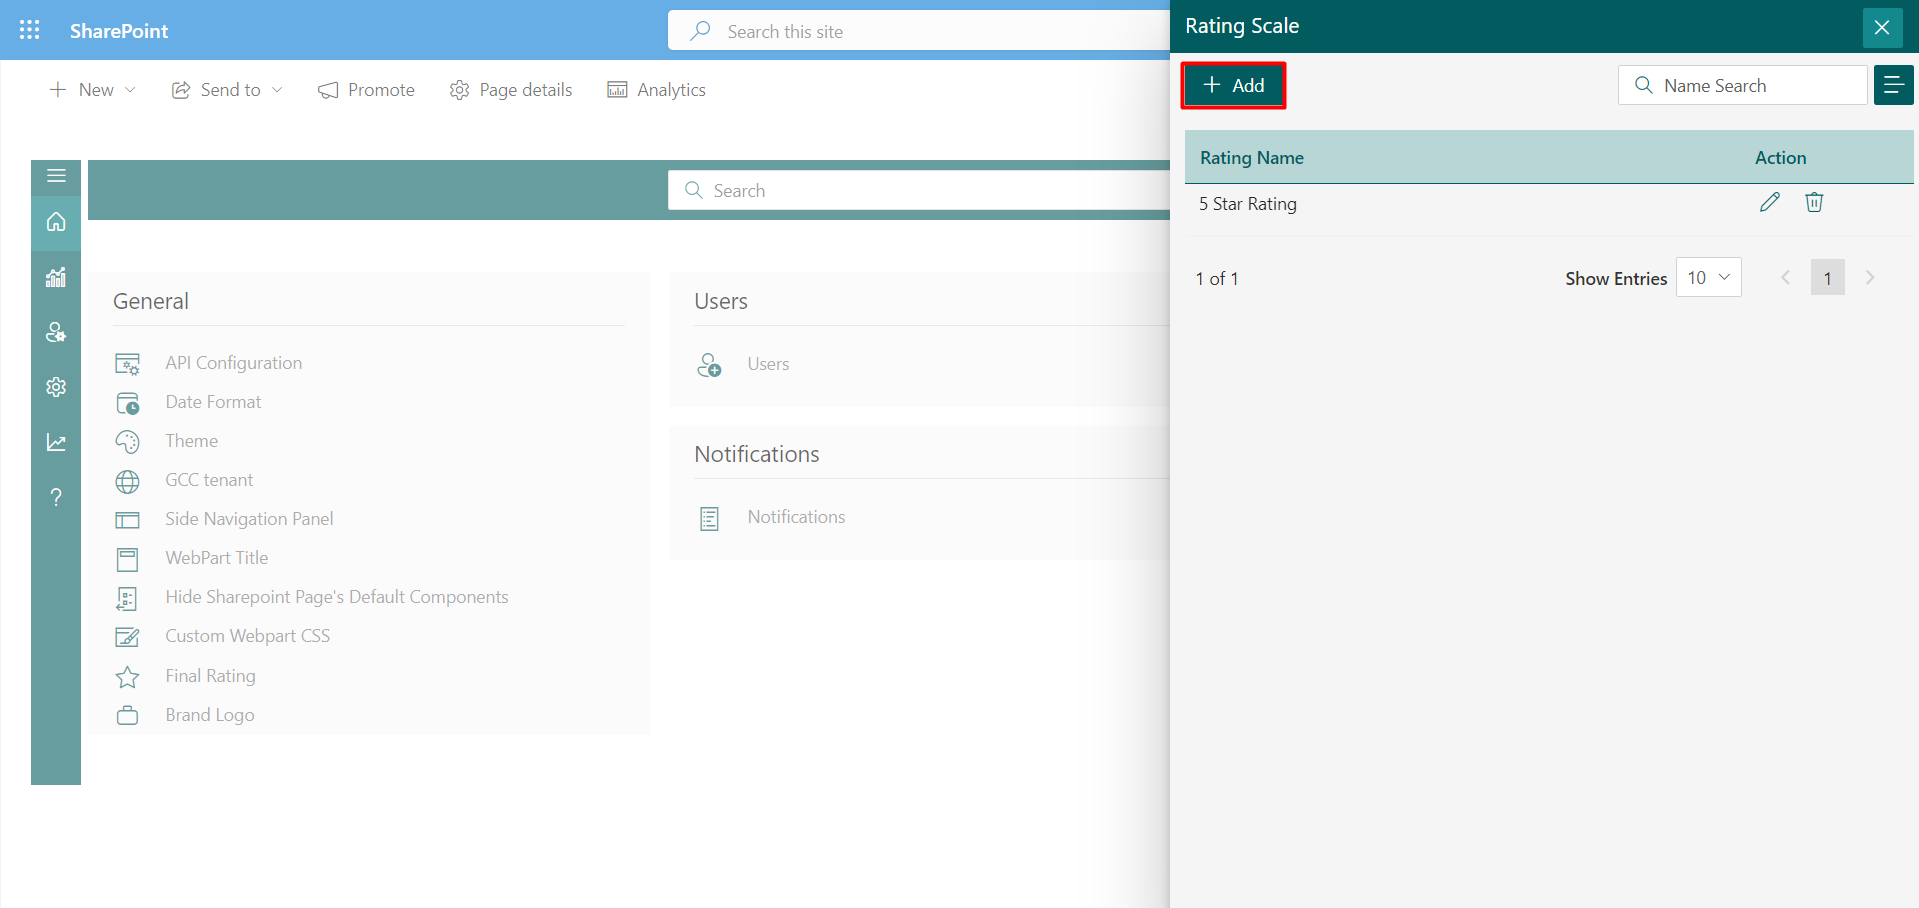 SharePoint
Search this site
New
Send to
Promote
Page details
Analytics
Search
General
API Configuration
Date Format
Theme
GCC tenant
Side Navigation Panel
WebPart Title
Hide Sharepoint Page's Default Components
Custom Webpart CSS
Final Rating
Brand Logo
Users
Users
Notifications
Notifications
Rating Scale
+ Add
Name Search
Rating Name Action
5 Star Rating
1 of 1 Show Entries 10 1